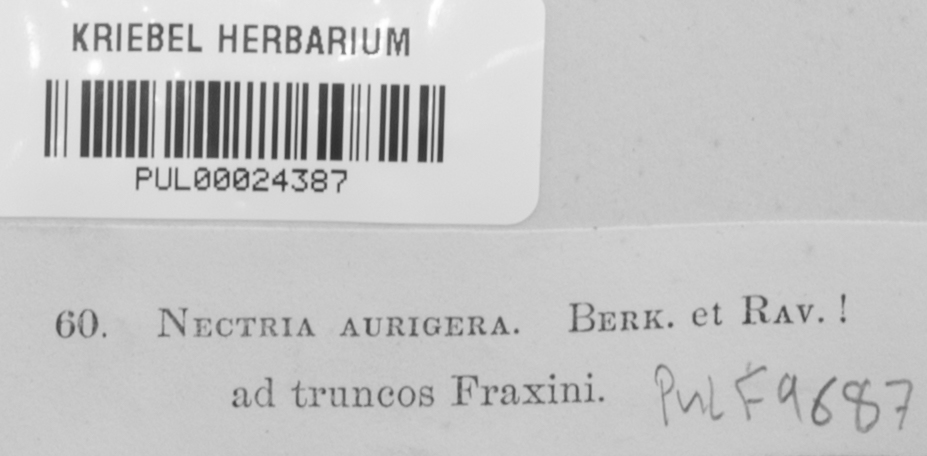 KRIEBEL HERBARIUM
PUL00024387
60. NECTRIA AURIGERA. BERK. et RAV. !
ad truncos Fraxini. Pul F9687